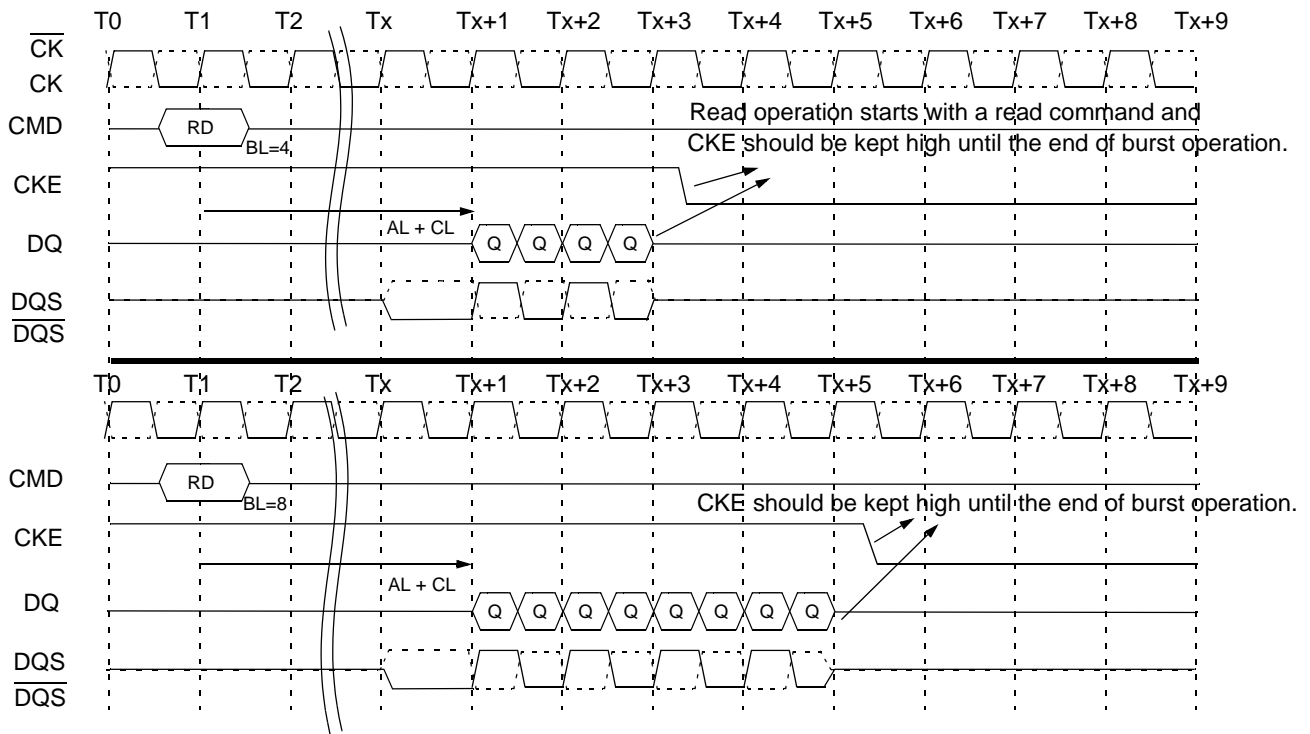 T0 T1 T2 Tx Tx+1 Tx+2 Tx+3 Tx+4 Tx+5 Tx+6 Tx+7 Tx+8 Tx+9
CK
CK
Read operation starts with a read command and
CMD RD
BL=4
CKE should be kept high until the end of burst operation.
CKE
AL + CL
DQ Q Q Q Q
DQS
DQS
T0 T1 T2 Tx Tx+1 Tx+2 Tx+3 Tx+4 Tx+5 Tx+6 Tx+7 Tx+8 Tx+9
CMD RD
BL=8
CKE should be kept high until the end of burst operation.
CKE
AL + CL
DQ Q Q Q Q Q Q Q Q
DQS
DQS